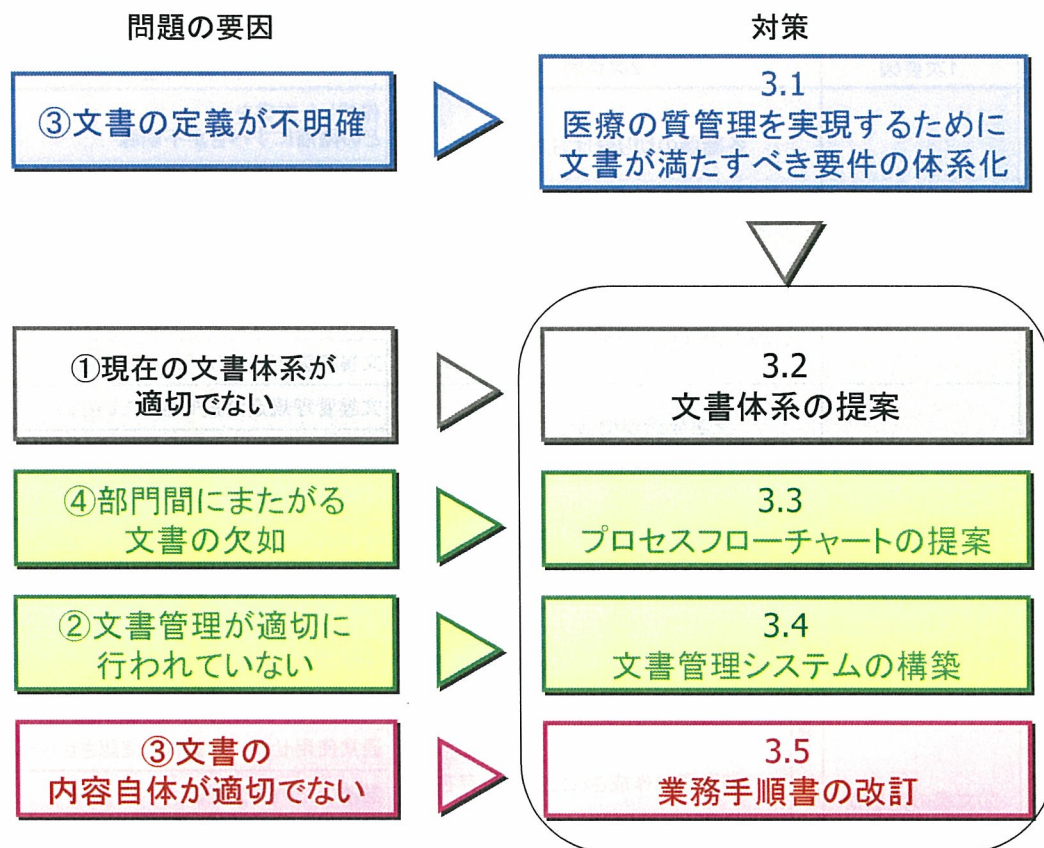 問題の要因
対策
③文書の定義が不明確
3.1
医療の質管理を実現するために
文書が満たすべき要件の体系化
①現在の文書体系が
適切でない
3.2
文書体系の提案
④部門間にまたがる
文書の欠如
3.3
プロセスフローチャートの提案
②文書管理が適切に
行われていない
3.4
文書管理システムの構築
③文書の
内容自体が適切でない
3.5
業務手順書の改訂